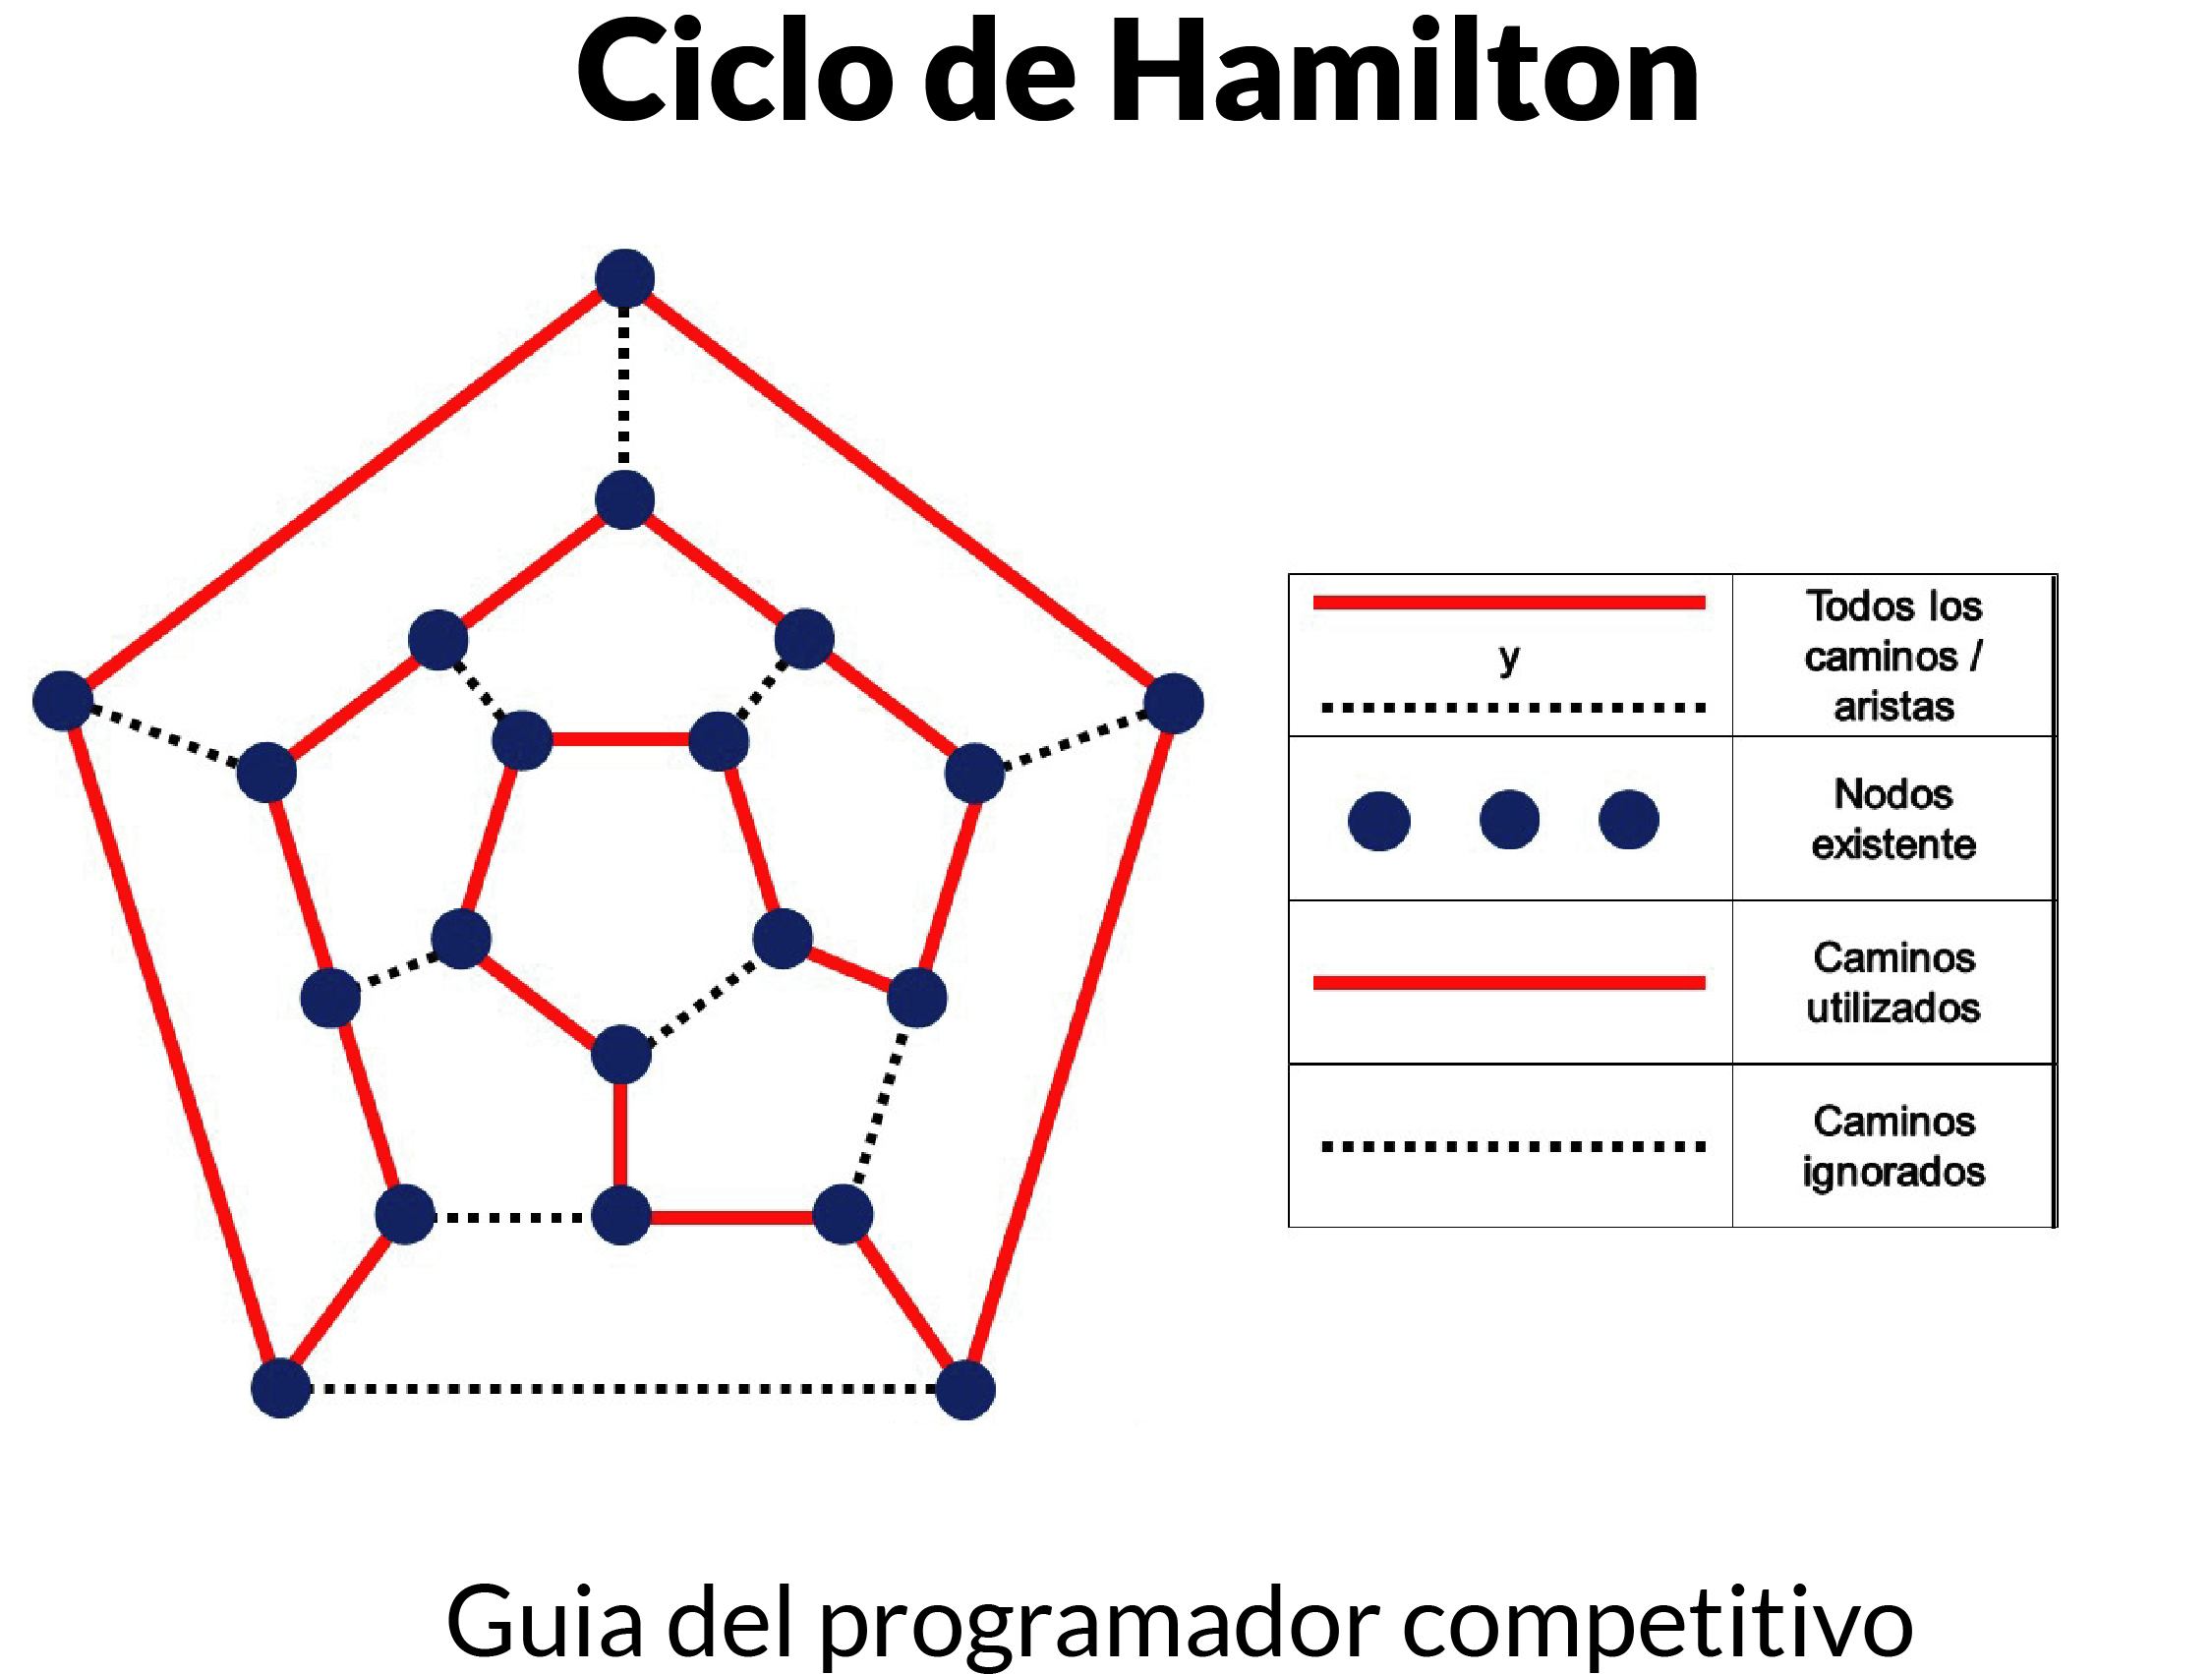 Ciclo de Hamilton
y
Todos los
caminos /
aristas
Nodos
existente
Caminos
utilizados
Caminos
ignorados
Guia del programador competitivo